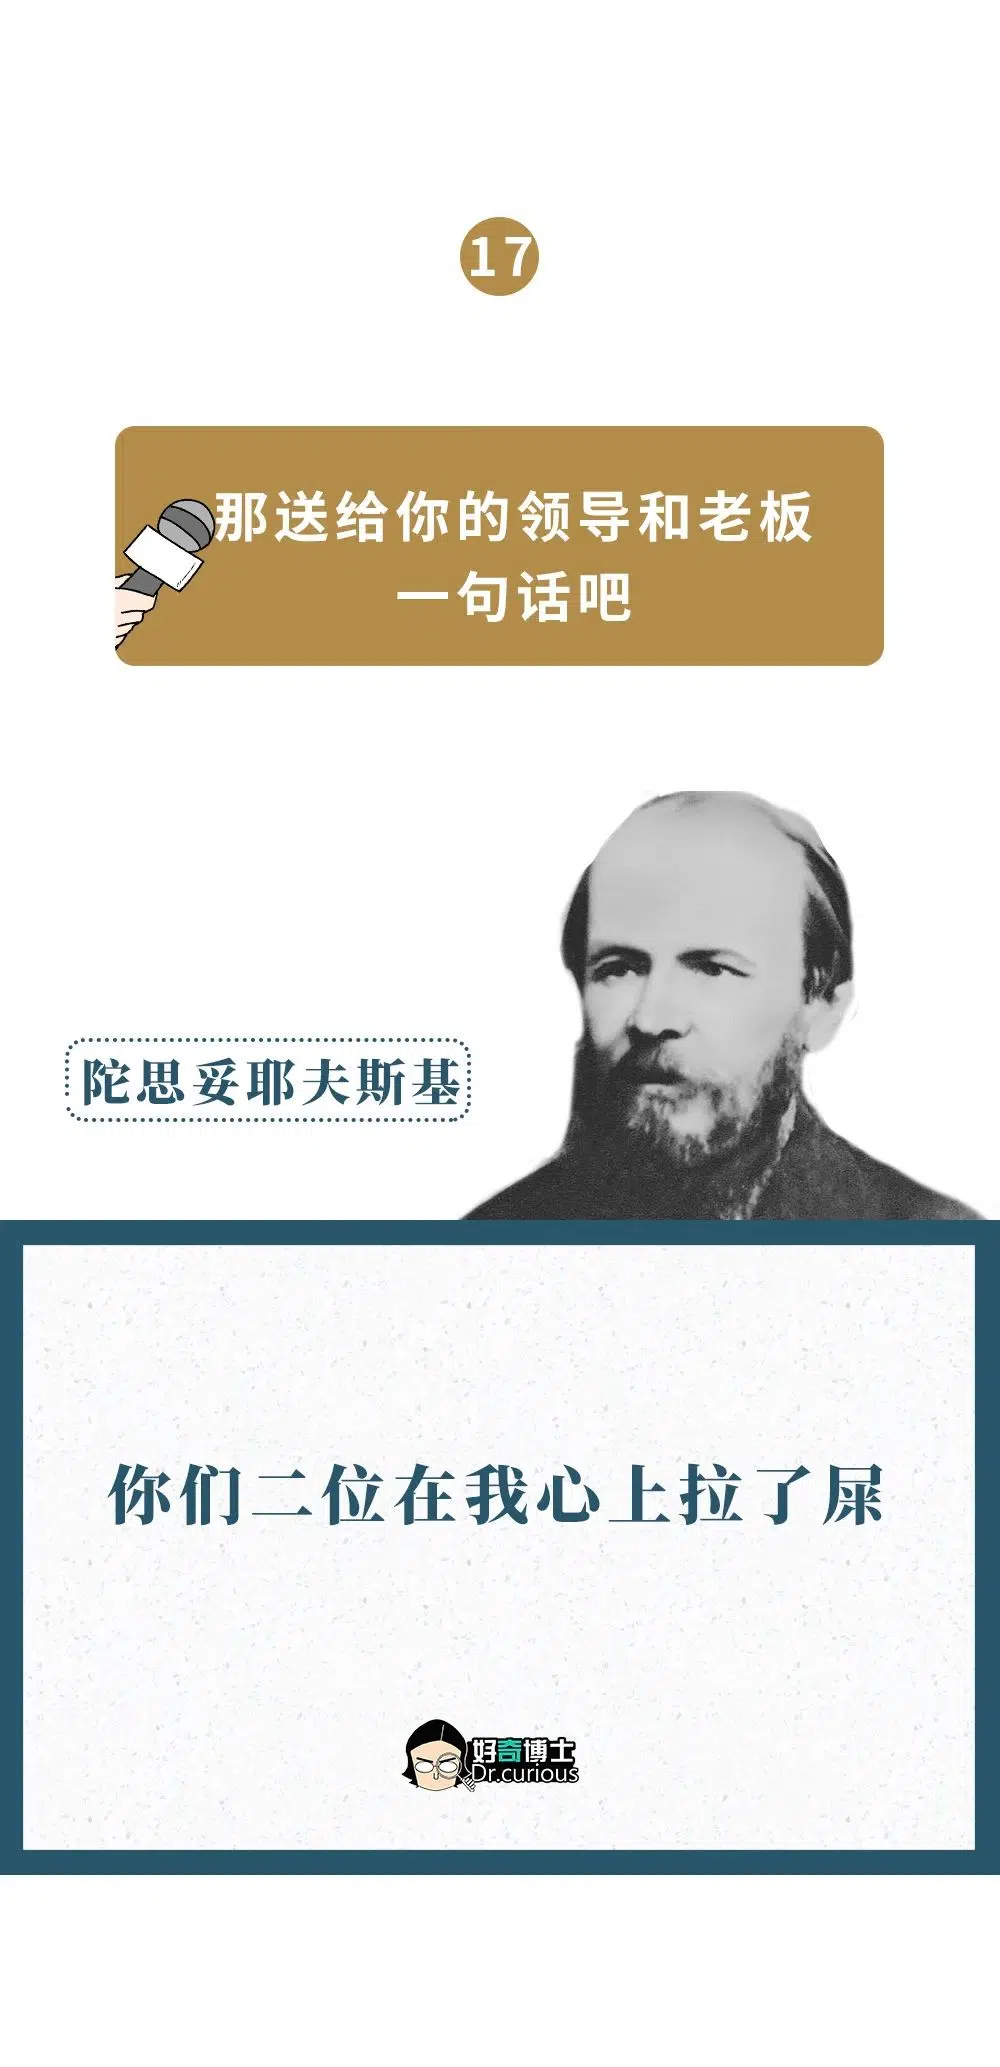 17
那送给你的领导和老板
一句话吧
陀思妥耶夫斯基
你们二位在我心上拉了屎
好奇博士
Dr.curious